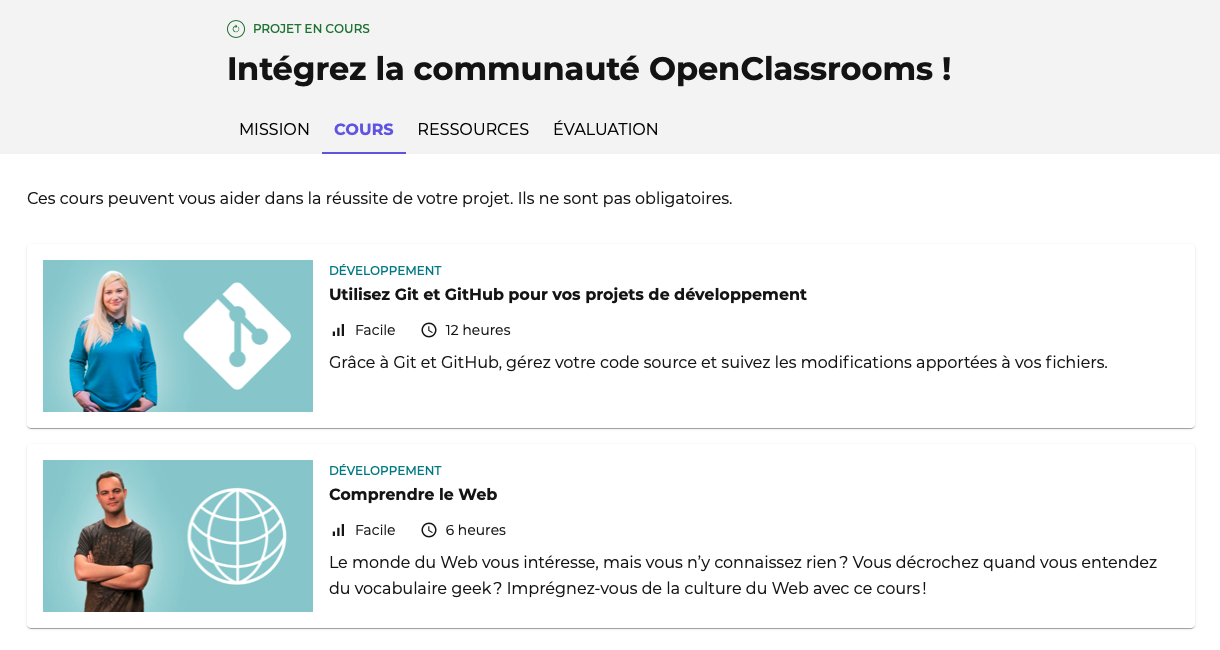 PROJET EN COURS
Intégrez la communauté OpenClassrooms !
MISSION COURS RESSOURCES ÉVALUATION
Ces cours peuvent vous aider dans la réussite de votre projet. Ils ne sont pas obligatoires.
DÉVELOPPEMENT
Utilisez Git et GitHub pour vos projets de développement
Facile 12 heures
Grâce à Git et GitHub, gérez votre code source et suivez les modifications apportées à vos fichiers.
DÉVELOPPEMENT
Comprendre le Web
Facile 6 heures
Le monde du Web vous intéresse, mais vous n’y connaissez rien ? Vous décrochez quand vous entendez
du vocabulaire geek ? Imprégnez-vous de la culture du Web avec ce cours !